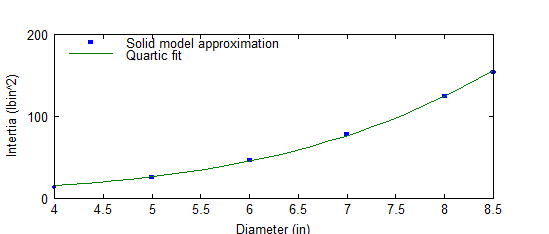 200
Solid model approximation
Quartic fit
Intertia (lbin^2)
100
0
4 4.5 5 5.5 6 6.5 7 7.5 8 8.5
Diameter (in)